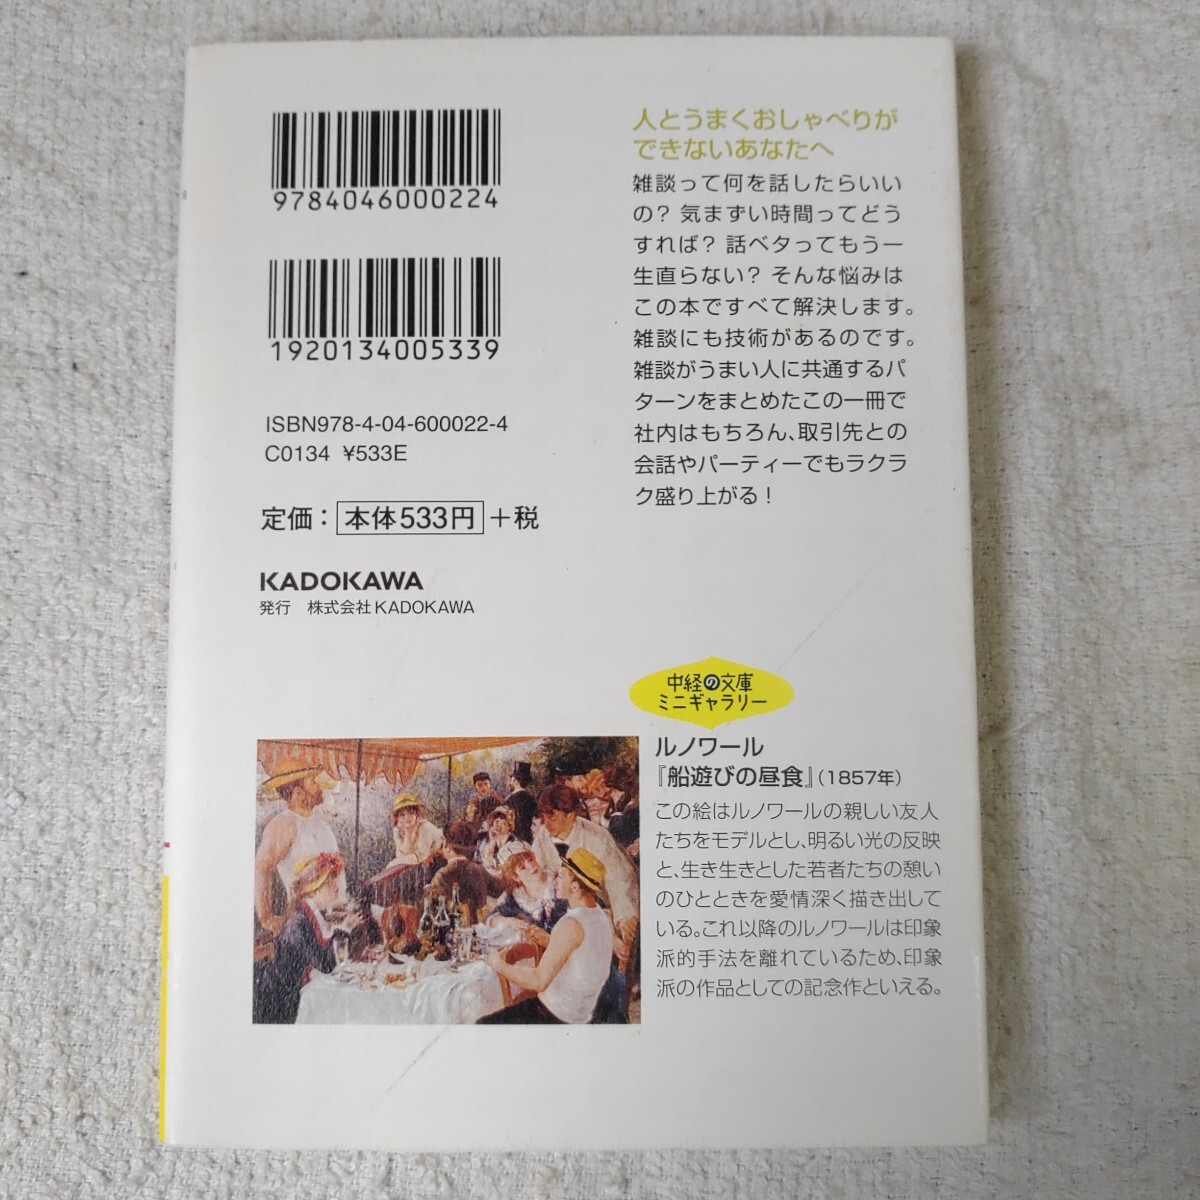 9784046000224
1920134005339
ISBN978-4-04-600022-4
C0134 ¥533E
定価：本体533円＋税
KADOKAWA
発行 株式会社KADOKAWA
人とうまくおしゃべりが
できないあなたへ
雑談って何を話したらいい
の？ 気まずい時間ってどう
すれば？ 話ベタってもう一
生直らない？ そんな悩みは
この本ですべて解決します。
雑談にも技術があるのです。
雑談がうまい人に共通するパ
ターンをまとめたこの一冊で
社内はもちろん、取引先との
会話やパーティーでもラクラ
ク盛り上がる！
中経の文庫
ミニギャラリー
ルノワール
『船遊びの昼食』（1857年）
この絵はルノワールの親しい友人
たちをモデルとし、明るい光の反映
と、生き生きとした若者たちの憩い
のひとときを愛情深く描き出して
いる。これ以降のルノワールは印象
派的手法を離れているため、印象
派の作品としての記念作といえる。